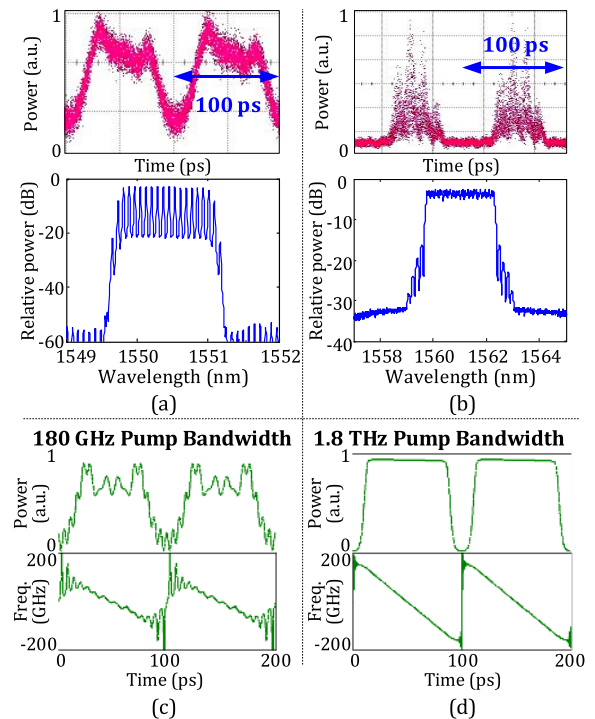 1
Power (a.u.)
0
100 ps
Time (ps)
1
Power (a.u.)
0
100 ps
Time (ps)
0
-20
-40
-60
Relative power (dB)
1549 1550 1551 1552
Wavelength (nm)
(a)
0
-10
-20
-30
-40
Relative power (dB)
1558 1560 1562 1564
Wavelength (nm)
(b)
180 GHz Pump Bandwidth
1
Power
(a.u.)
0
200
Freq.
(GHz)
-200
0 100 200
Time (ps)
(c)
1.8 THz Pump Bandwidth
1
Power
(a.u.)
0
200
Freq.
(GHz)
-200
0 100 200
Time (ps)
(d)